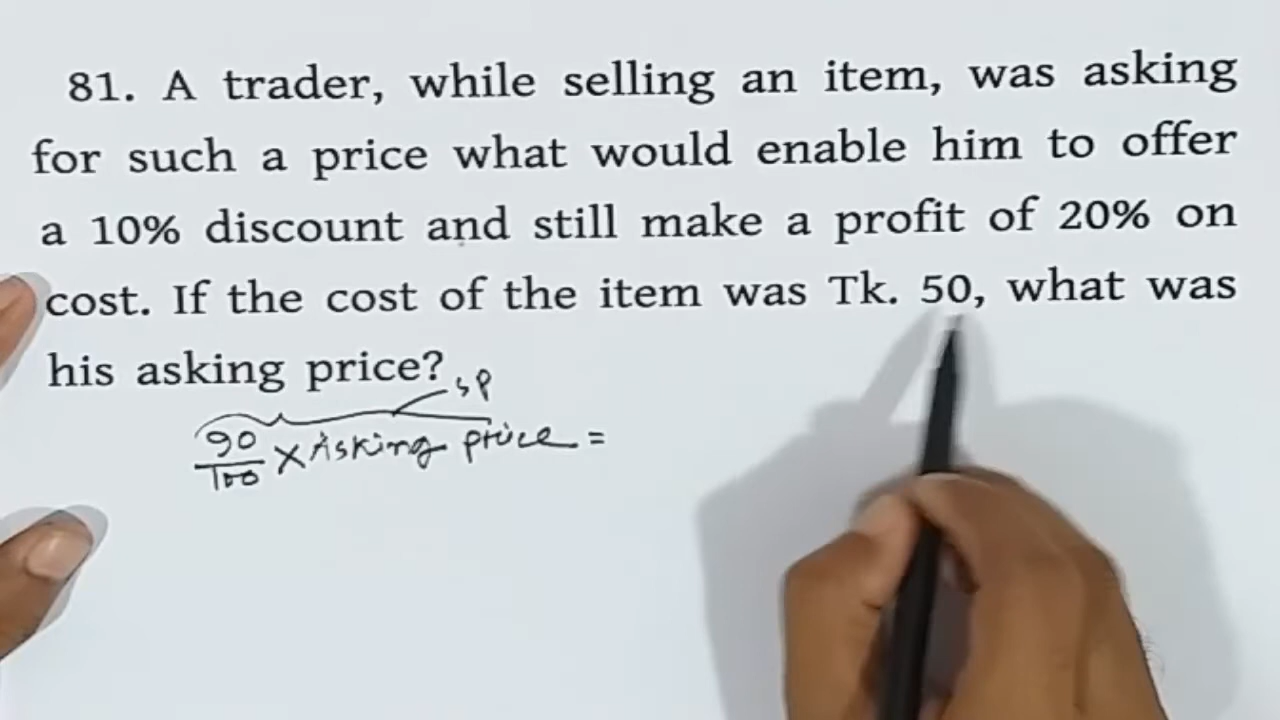 81. A trader, while selling an item, was asking
for such a price what would enable him to offer
a 10% discount and still make a profit of 20% on
cost. If the cost of the item was Tk. 50, what was
his asking price?
SP
90/100 × Asking price =